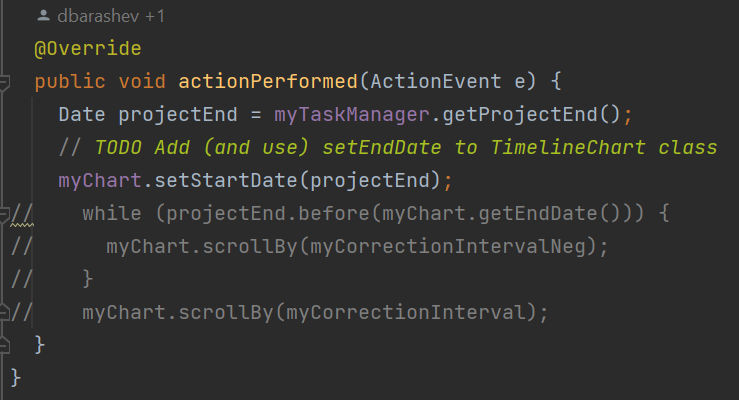 dbarashev +1
@Override
public void actionPerformed(ActionEvent e) {
  Date projectEnd = myTaskManager.getProjectEnd();
  // TODO Add (and use) setEndDate to TimelineChart class
  myChart.setStartDate(projectEnd);
//    while (projectEnd.before(myChart.getEndDate())) {
//      myChart.scrollBy(myCorrectionIntervalNeg);
//    }
//    myChart.scrollBy(myCorrectionInterval);
  }
}